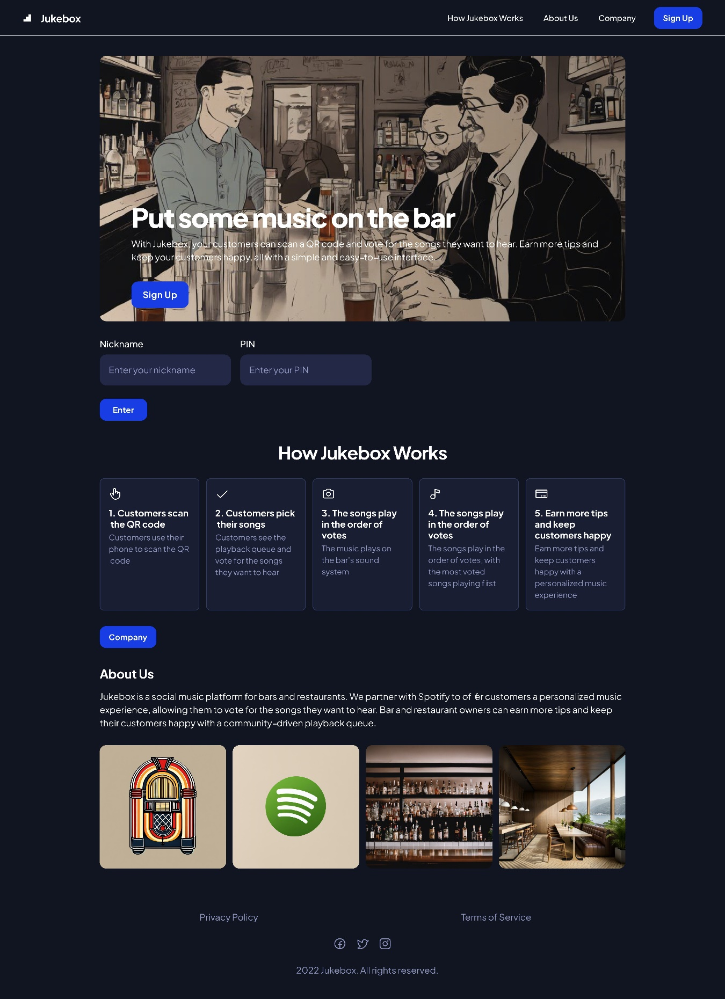 Jukebox
How Jukebox Works
About Us
Company
Sign Up
Put some music on the bar
With Jukebox, your customers can scan a QR code and vote for the songs they want to hear. Earn more tips and
keep your customers happy, all with a simple and easy-to-use interface.
Sign Up
Nickname
PIN
Enter your nickname
Enter your PIN
Enter
How Jukebox Works
1. Customers scan
the QR code
Customers use their
phone to scan the QR
code
2. Customers pick
their songs
Customers see the
playback queue and
vote for the songs
they want to hear
3. The songs play
in the order of
votes
The music plays on
the bar's sound
system
4. The songs play
in the order of
votes
The songs play in the
order of votes, with
the most voted
songs playing first
5. Earn more tips
and keep
customers happy
Earn more tips and
keep customers
happy with a
personalized music
experience
Company
About Us
Jukebox is a social music platform for bars and restaurants. We partner with Spotify to offer customers a personalized music
experience, allowing them to vote for the songs they want to hear. Bar and restaurant owners can earn more tips and keep
their customers happy with a community-driven playback queue.
Privacy Policy
Terms of Service
2022 Jukebox. All rights reserved.